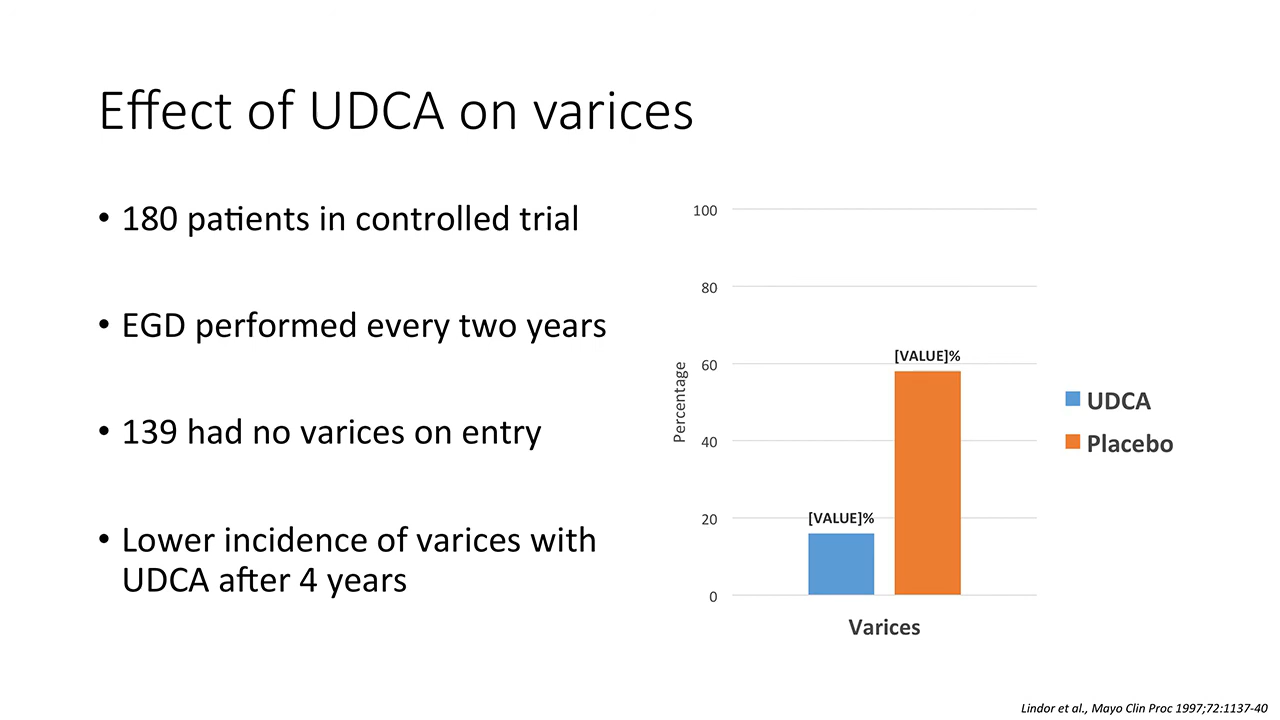 Effect of UDCA on varices
• 180 patients in controlled trial
• EGD performed every two years
• 139 had no varices on entry
• Lower incidence of varices with
UDCA after 4 years
100
80
60
40
20
0
Percentage
[VALUE]%
[VALUE]%
Varices
UDCA
Placebo
Lindor et al., Mayo Clin Proc 1997;72:1137-40